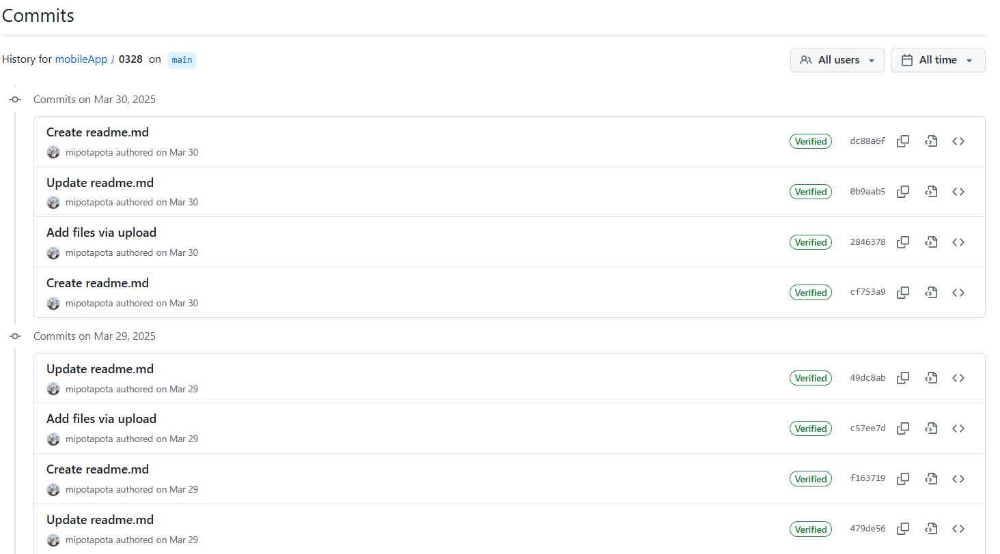 Commits
History for mobileApp / 0328 on main
All users
All time
Commits on Mar 30, 2025
Create readme.md
mipotapota authored on Mar 30
Verified
dc88a6f
Update readme.md
mipotapota authored on Mar 30
Verified
0b9aab5
Add files via upload
mipotapota authored on Mar 30
Verified
2846378
Create readme.md
mipotapota authored on Mar 30
Verified
cf753a9
Commits on Mar 29, 2025
Update readme.md
mipotapota authored on Mar 29
Verified
49dc8ab
Add files via upload
mipotapota authored on Mar 29
Verified
c57ee7d
Create readme.md
mipotapota authored on Mar 29
Verified
f163719
Update readme.md
mipotapota authored on Mar 29
Verified
479de56